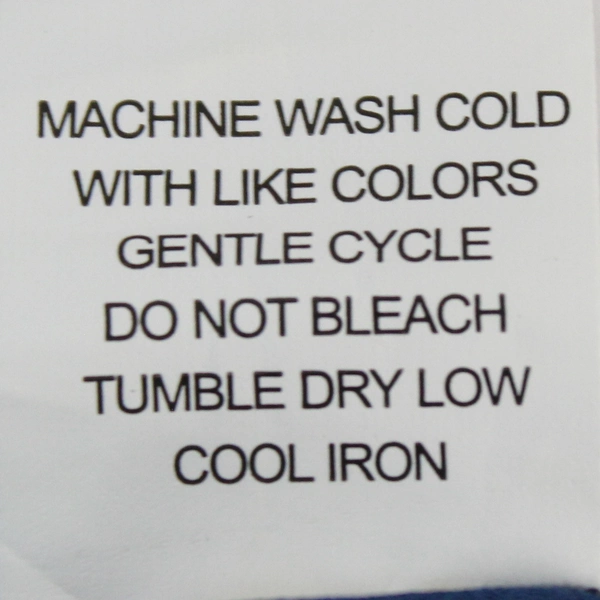 MACHINE WASH COLD
WITH LIKE COLORS
GENTLE CYCLE
DO NOT BLEACH
TUMBLE DRY LOW
COOL IRON